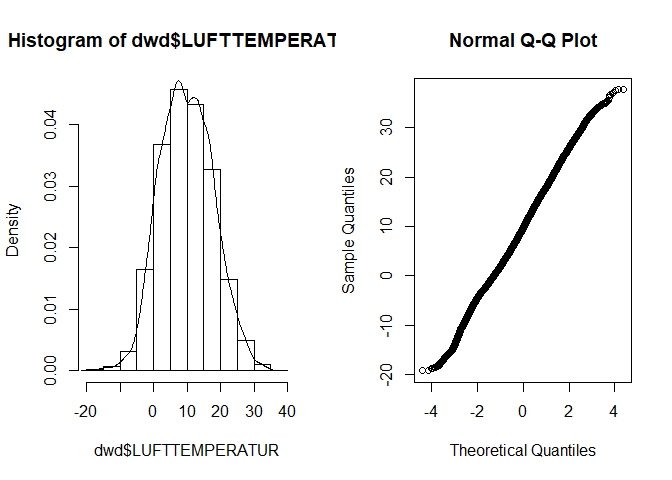 Histogram of dwd$LUFTTEMPERAT
Density
0.00 0.01 0.02 0.03 0.04
-20 0 10 20 30 40
dwd$LUFTTEMPERATUR
Normal Q-Q Plot
Sample Quantiles
-20 -10 0 10 20 30
-4 -2 0 2 4
Theoretical Quantiles